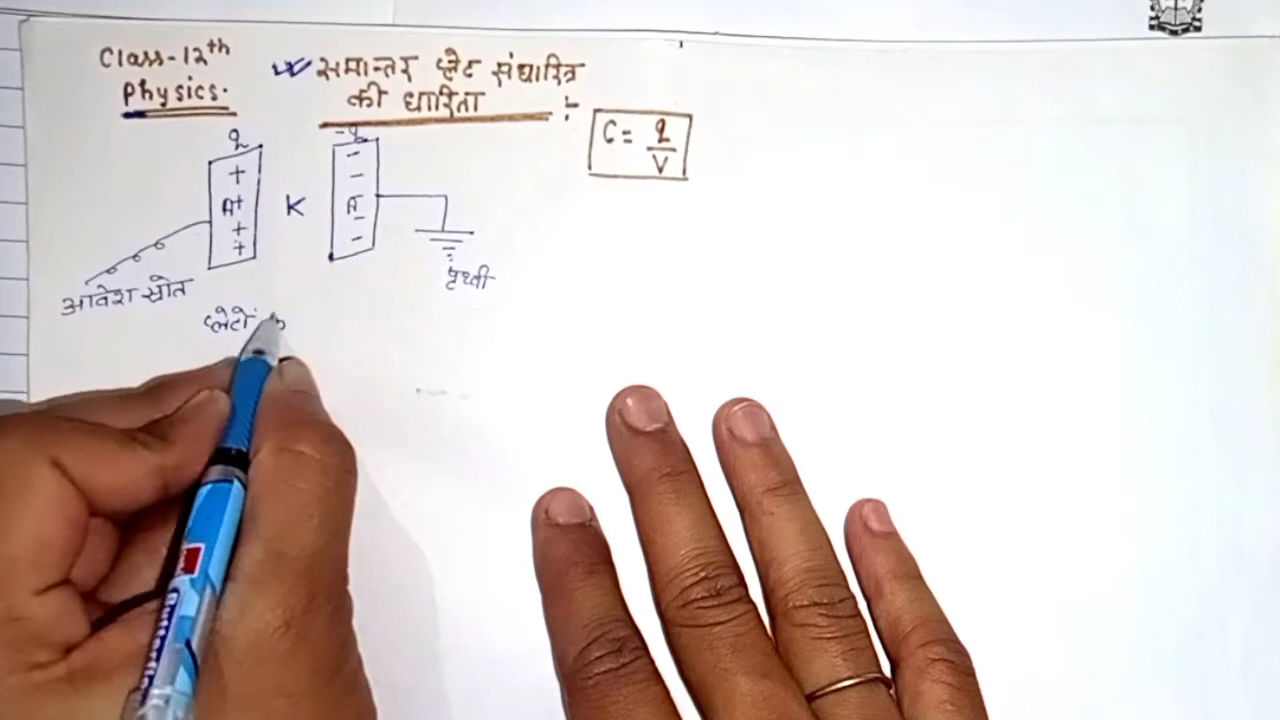 Class-12th
Physics.
समान्तर प्लेट संधारित्र
की धारिता :-
C = q/V
q
-q
+
+
+
+
A
K
-
-
-
-
A
आवेश स्रोत
पृथ्वी
प्लेटों